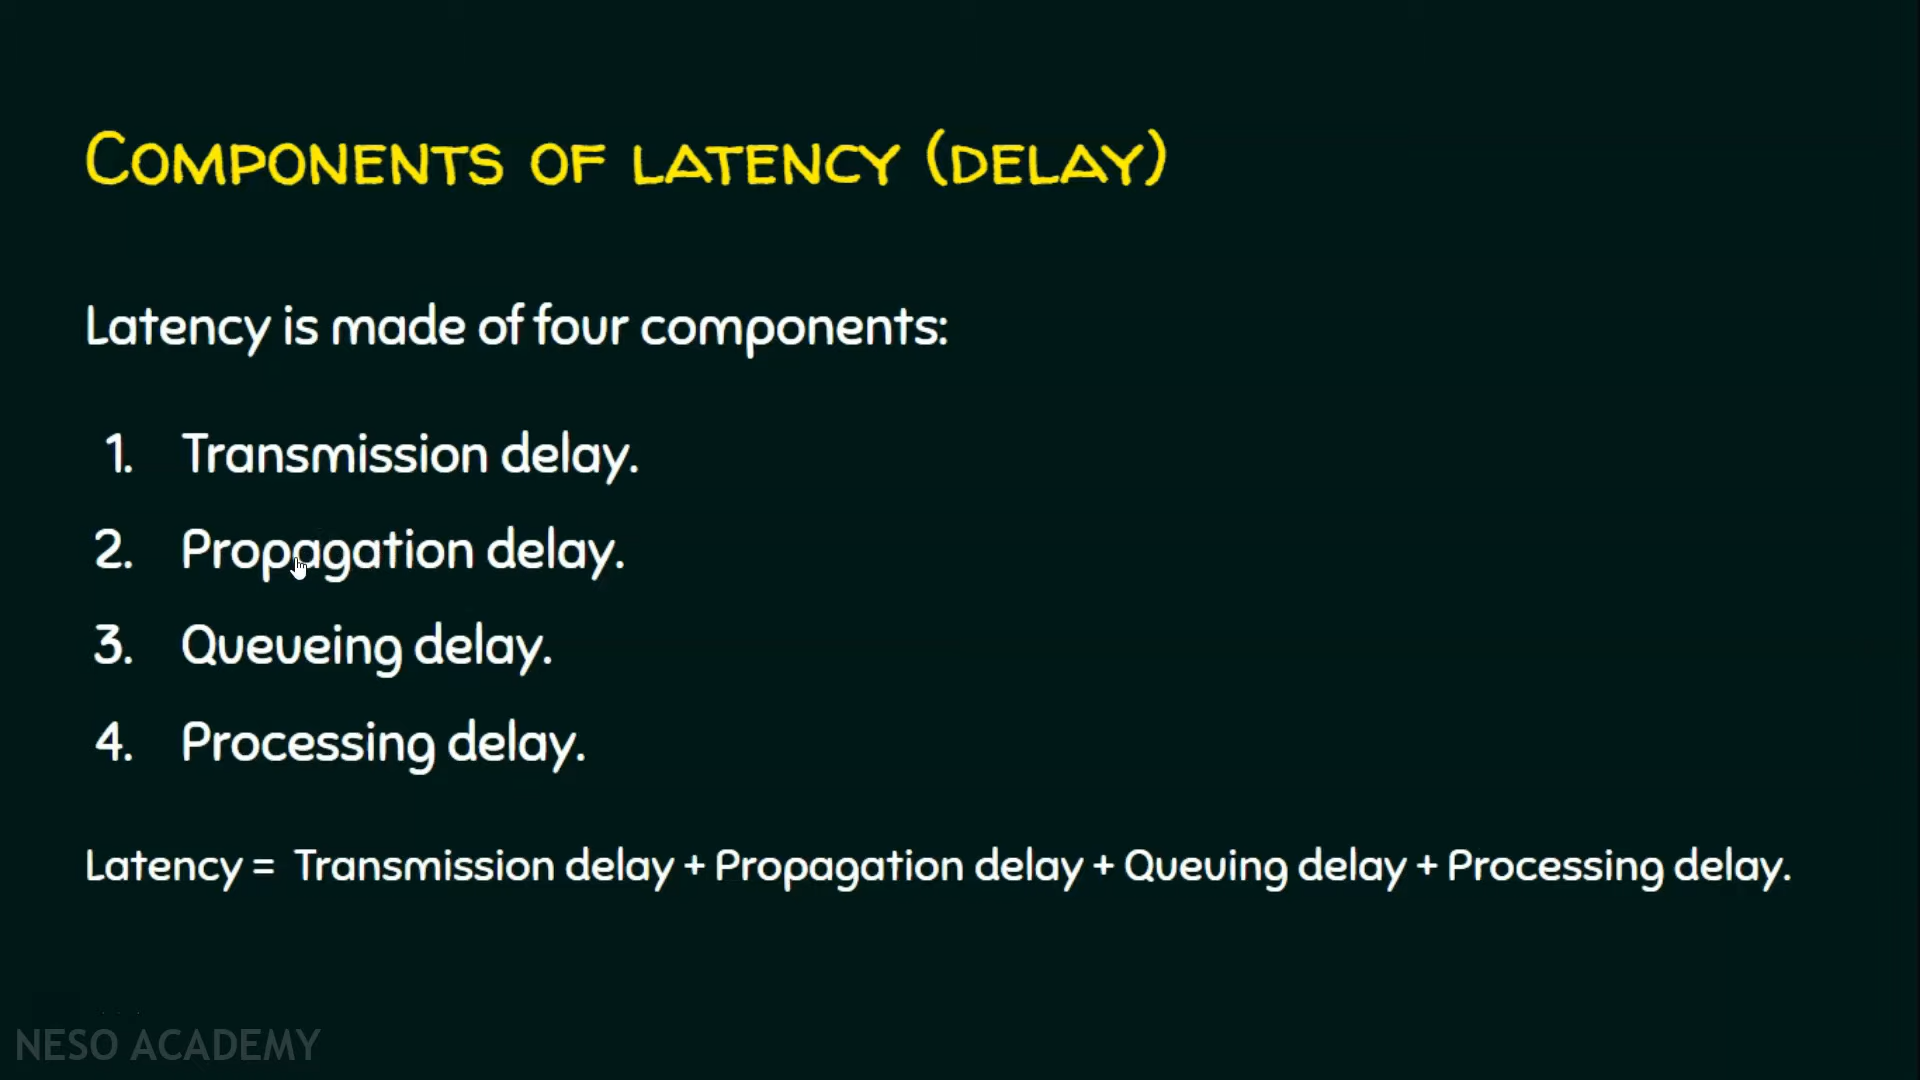 Components of latency (delay)
Latency is made of four components:
1. Transmission delay.
2. Propagation delay.
3. Queueing delay.
4. Processing delay.
Latency = Transmission delay + Propagation delay + Queuing delay + Processing delay.
NESO ACADEMY